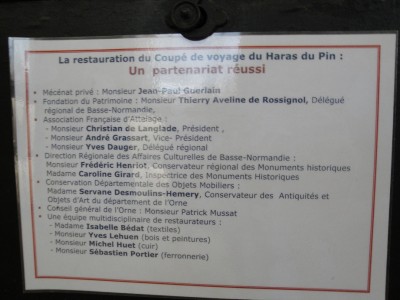 La restauration du Coupé de voyage du Haras du Pin :
Un partenariat réussi
• Mécénat privé : Monsieur Jean-Paul Guerlain
• Fondation du Patrimoine : Monsieur Thierry Aveline de Rossignol, Délégué
régional de Basse-Normandie,
• Association Française d'Attelage :
- Monsieur Christian de Langlade, Président ,
- Monsieur André Grassart, Vice- Président
- Monsieur Yves Dauger, Délégué régional
• Direction Régionale des Affaires Culturelles de Basse-Normandie :
Monsieur Frédéric Henriot, Conservateur régional des Monuments historiques
Madame Caroline Girard, Inspectrice des Monuments Historiques
• Conservation Départementale des Objets Mobiliers :
Madame Servane Desmoulins-Hemery, Conservateur des Antiquités et
Objets d'Art du département de l'Orne
• Conseil général de l'Orne : Monsieur Patrick Mussat
• Une équipe multidisciplinaire de restaurateurs :
- Madame Isabelle Bédat (textiles)
- Monsieur Yves Lehuen (bois et peintures)
- Monsieur Michel Huet (cuir)
- Monsieur Sébastien Portier (ferronnerie)